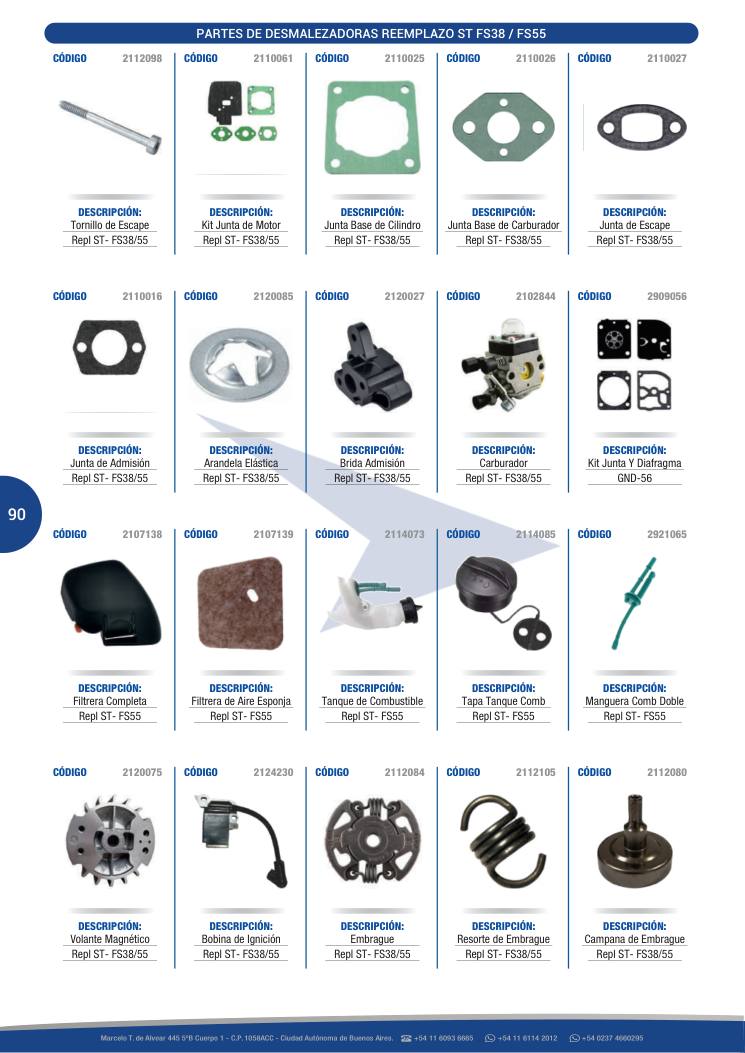 PARTES DE DESMALEZADORAS REEMPLAZO ST FS38 / FS55
CÓDIGO 2112098
DESCRIPCIÓN:
Tornillo de Escape
Repl ST- FS38/55
CÓDIGO 2110061
DESCRIPCIÓN:
Kit Junta de Motor
Repl ST- FS38/55
CÓDIGO 2110025
DESCRIPCIÓN:
Junta Base de Cilindro
Repl ST- FS38/55
CÓDIGO 2110026
DESCRIPCIÓN:
Junta Base de Carburador
Repl ST- FS38/55
CÓDIGO 2110027
DESCRIPCIÓN:
Junta de Escape
Repl ST- FS38/55
CÓDIGO 2110016
DESCRIPCIÓN:
Junta de Admisión
Repl ST- FS38/55
CÓDIGO 2120085
DESCRIPCIÓN:
Arandela Elástica
Repl ST- FS38/55
CÓDIGO 2120027
DESCRIPCIÓN:
Brida Admisión
Repl ST- FS38/55
CÓDIGO 2102844
DESCRIPCIÓN:
Carburador
Repl ST- FS38/55
CÓDIGO 2909056
DESCRIPCIÓN:
Kit Junta Y Diafragma
GND-56
90
CÓDIGO 2107138
DESCRIPCIÓN:
Filtrera Completa
Repl ST- FS55
CÓDIGO 2107139
DESCRIPCIÓN:
Filtrera de Aire Esponja
Repl ST- FS55
CÓDIGO 2114073
DESCRIPCIÓN:
Tanque de Combustible
Repl ST- FS55
CÓDIGO 2114085
DESCRIPCIÓN:
Tapa Tanque Comb
Repl ST- FS55
CÓDIGO 2921065
DESCRIPCIÓN:
Manguera Comb Doble
Repl ST- FS55
CÓDIGO 2120075
DESCRIPCIÓN:
Volante Magnético
Repl ST- FS38/55
CÓDIGO 2124230
DESCRIPCIÓN:
Bobina de Ignición
Repl ST- FS38/55
CÓDIGO 2112084
DESCRIPCIÓN:
Embrague
Repl ST- FS38/55
CÓDIGO 2112105
DESCRIPCIÓN:
Resorte de Embrague
Repl ST- FS38/55
CÓDIGO 2112080
DESCRIPCIÓN:
Campana de Embrague
Repl ST- FS38/55
Marcelo T. de Alvear 445 5ºB Cuerpo 1 - C.P. 1058ACC - Ciudad Autónoma de Buenos Aires. +54 11 6093 6665 +54 11 6114 2012 +54 0237 4660295